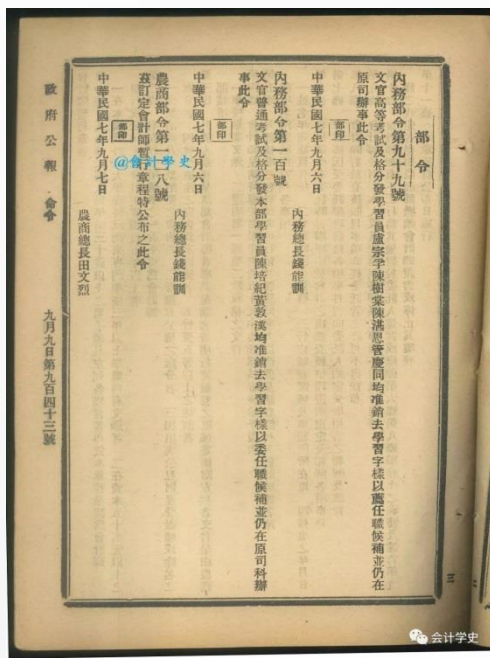 部令
內務部令第九十九號
文官高等考試及格分發學習員盧宗孚陳樹棠陳滿恩管慶同均准銷去學習字樣以薦任職候補並仍在
原司辦事此令
部印
中華民國七年九月六日
內務總長錢能訓
內務部令第一百號
文官普通考試及格分發本部學習員陳培紀黃敦漢均准銷去學習字樣以委任職候補並仍在原司科辦
事此令
部印
中華民國七年九月六日
內務總長錢能訓
農商部令第一二八號
茲訂定會計師暫行章程特公布之此令
部印
中華民國七年九月七日
農商總長田文烈
政府公報
命令
九月九日第九百四十三號
@會計學史
会计学史